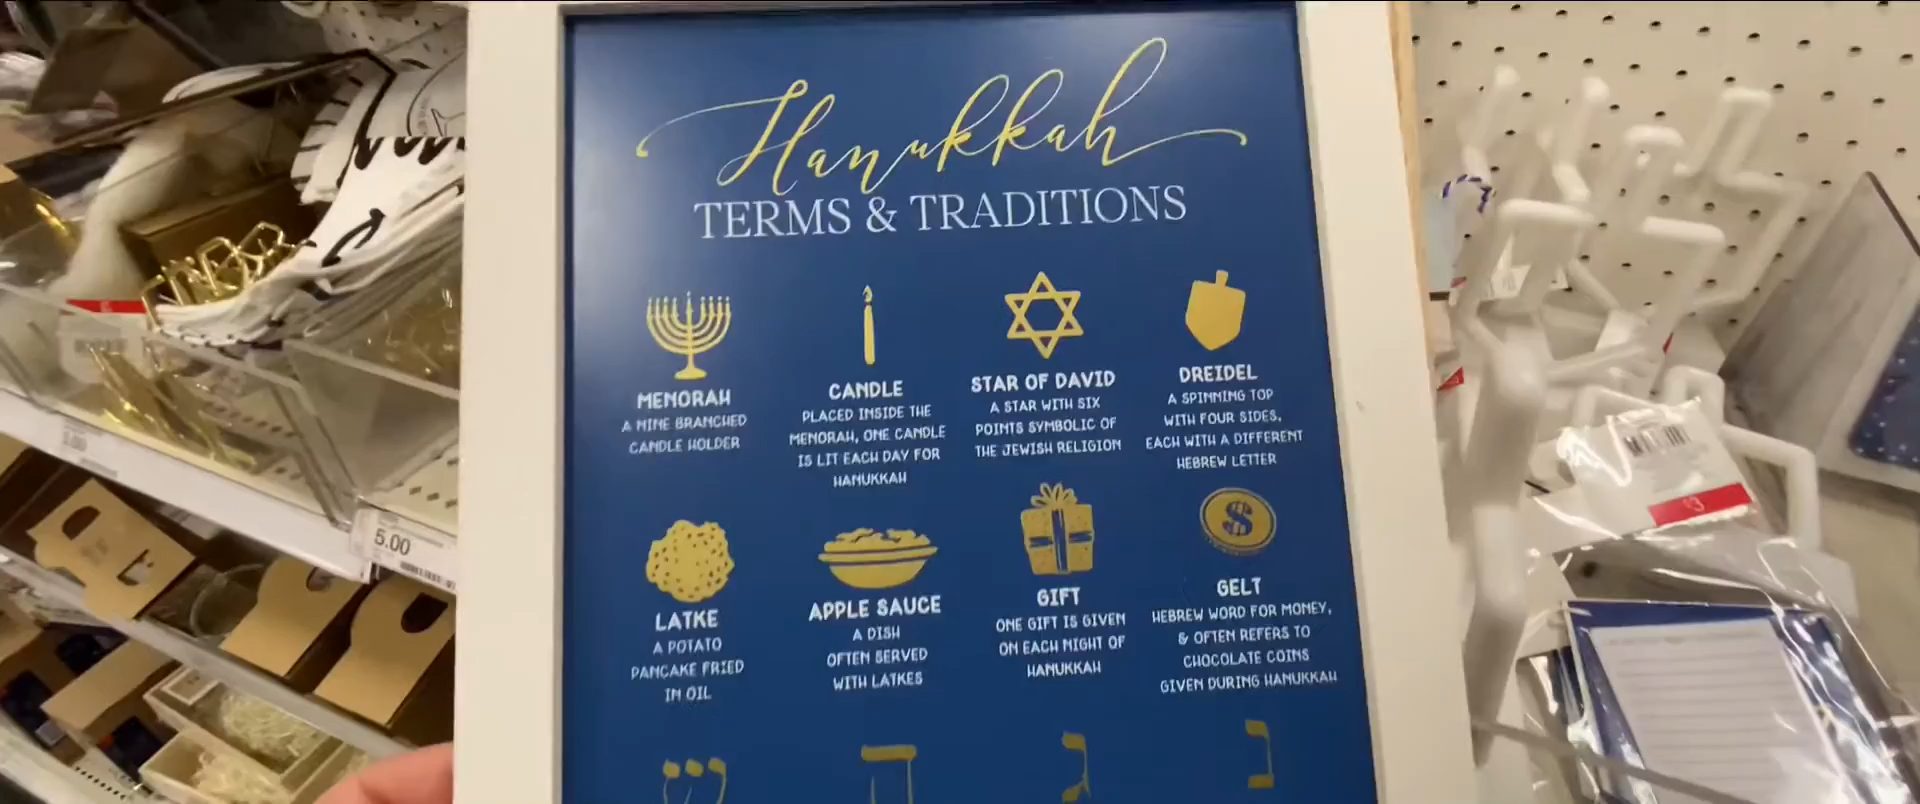 Hanukkah
TERMS & TRADITIONS
MENORAH
A NINE BRANCHED
CANDLE HOLDER
CANDLE
PLACED INSIDE THE
MENORAH, ONE CANDLE
IS LIT EACH DAY FOR
HANUKKAH
STAR OF DAVID
A STAR WITH SIX
POINTS SYMBOLIC OF
THE JEWISH RELIGION
DREIDEL
A SPINNING TOP
WITH FOUR SIDES,
EACH WITH A DIFFERENT
HEBREW LETTER
LATKE
A POTATO
PANCAKE FRIED
IN OIL
APPLE SAUCE
A DISH
OFTEN SERVED
WITH LATKES
GIFT
ONE GIFT IS GIVEN
ON EACH NIGHT OF
HANUKKAH
$
GELT
HEBREW WORD FOR MONEY,
& OFTEN REFERS TO
CHOCOLATE COINS
GIVEN DURING HANUKKAH
ש ה ג נ
5.00